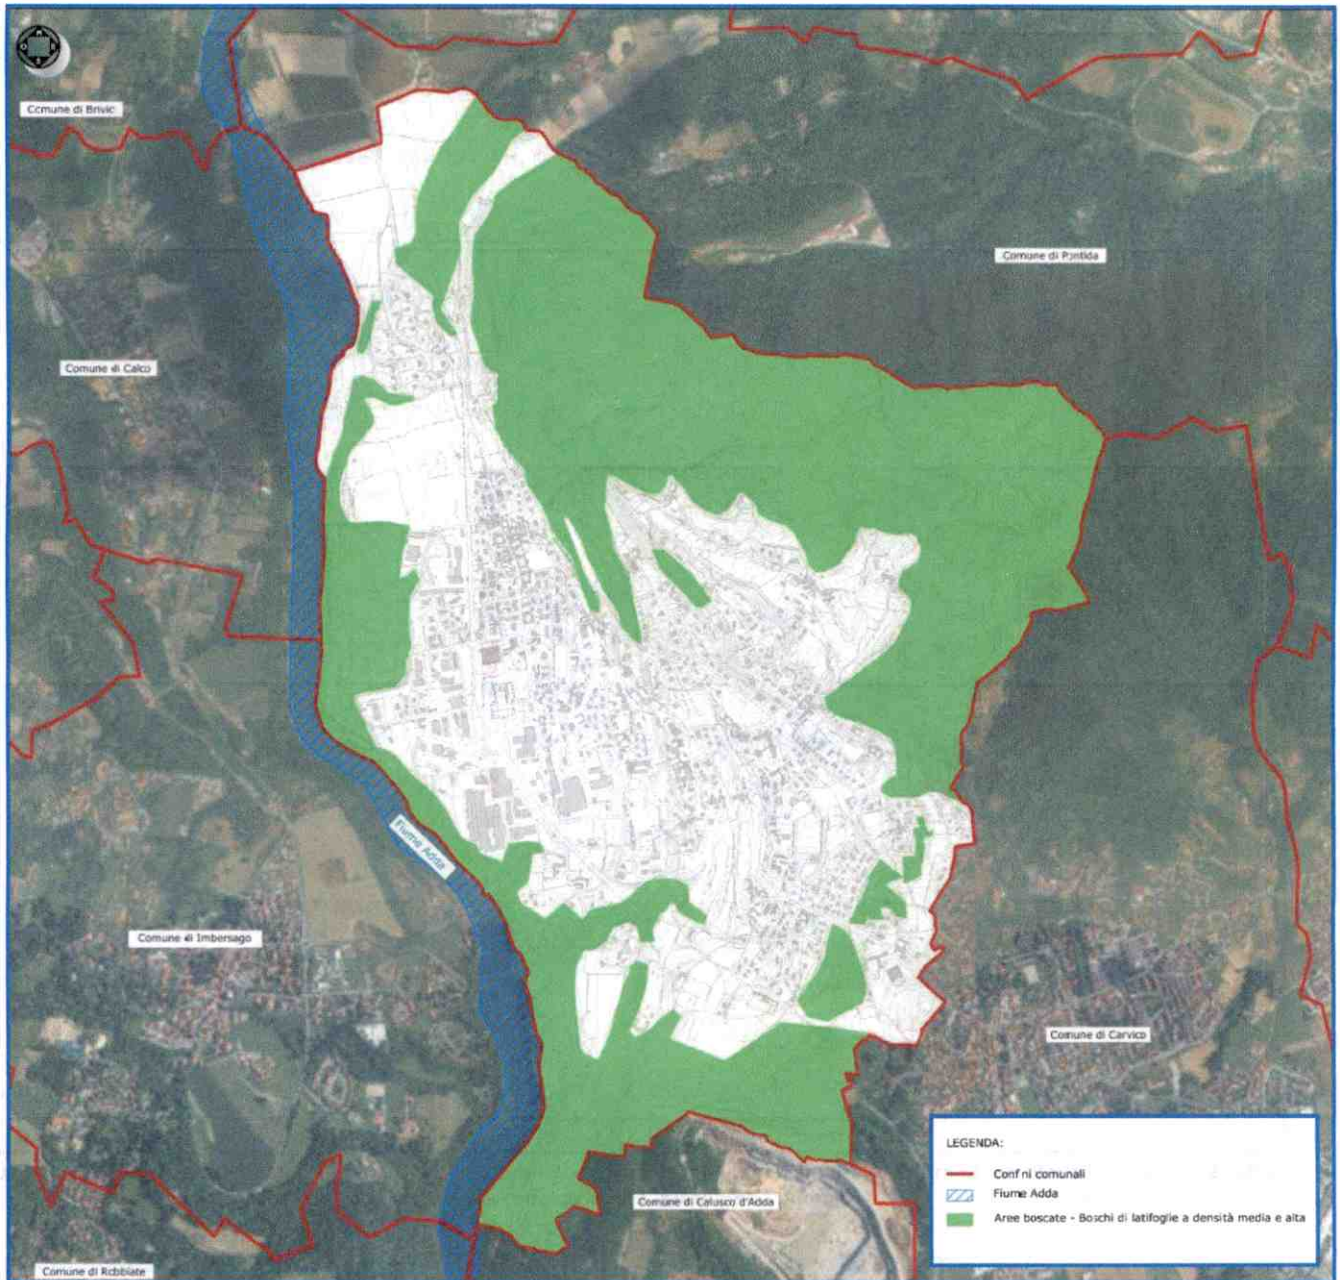 Comune di Brivio
Comune di Pontida
Comune di Calco
Fiume Adda
Comune di Imbersago
Comune di Carvico
LEGENDA:
Confini comunali
Fiume Adda
Aree boscate - Boschi di latifoglie a densità media e alta
Comune di Calusco d'Adda
Comune di Robbiate